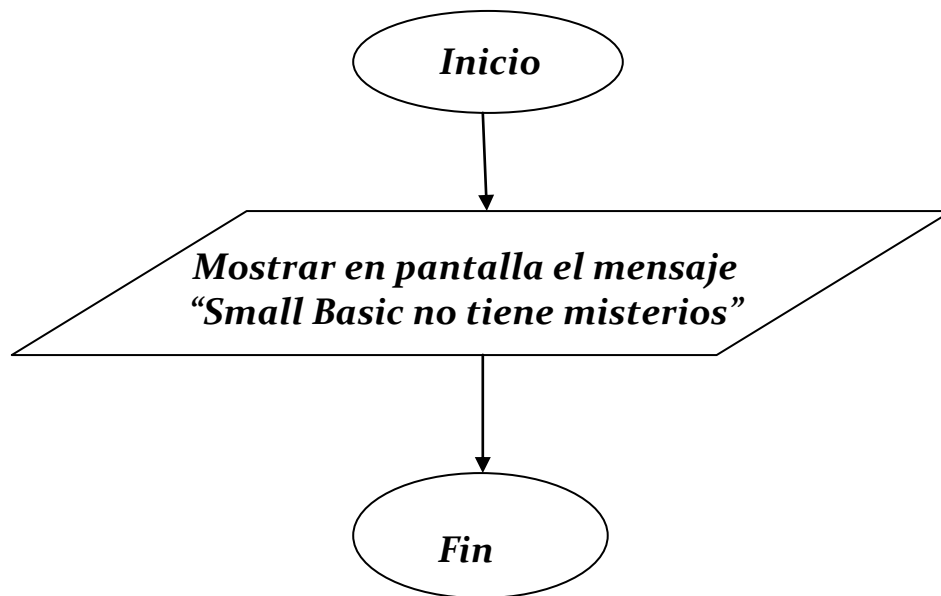 Inicio
Mostrar en pantalla el mensaje
“Small Basic no tiene misterios”
Fin